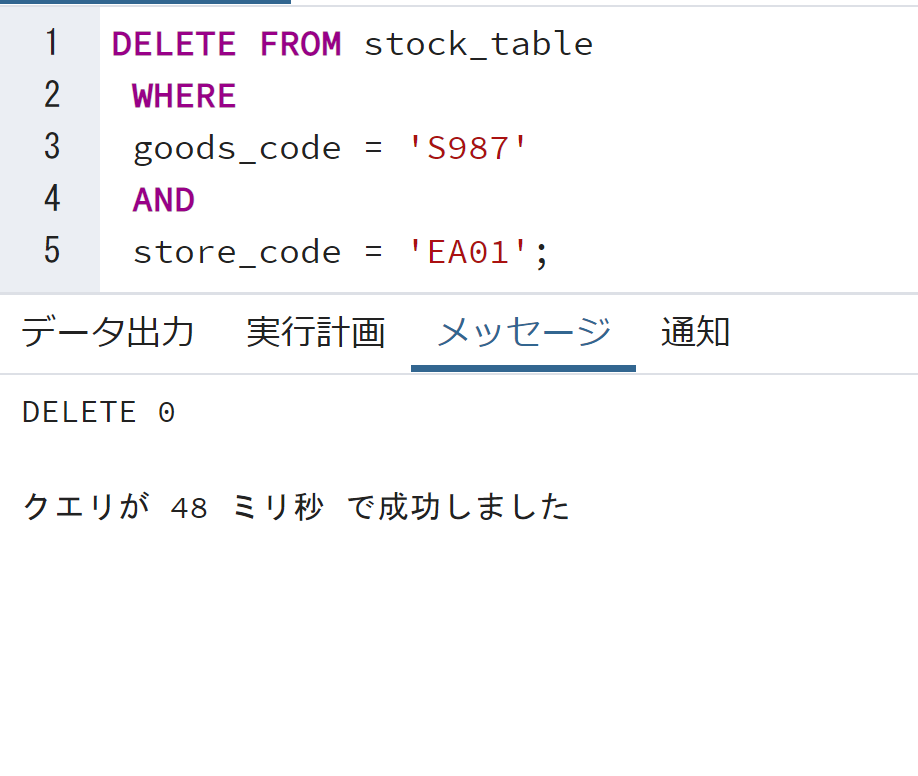 1 DELETE FROM stock_table
2 WHERE
3 goods_code = 'S987'
4 AND
5 store_code = 'EA01';
データ出力 実行計画 メッセージ 通知
DELETE 0
クエリが 48 ミリ秒 で成功しました